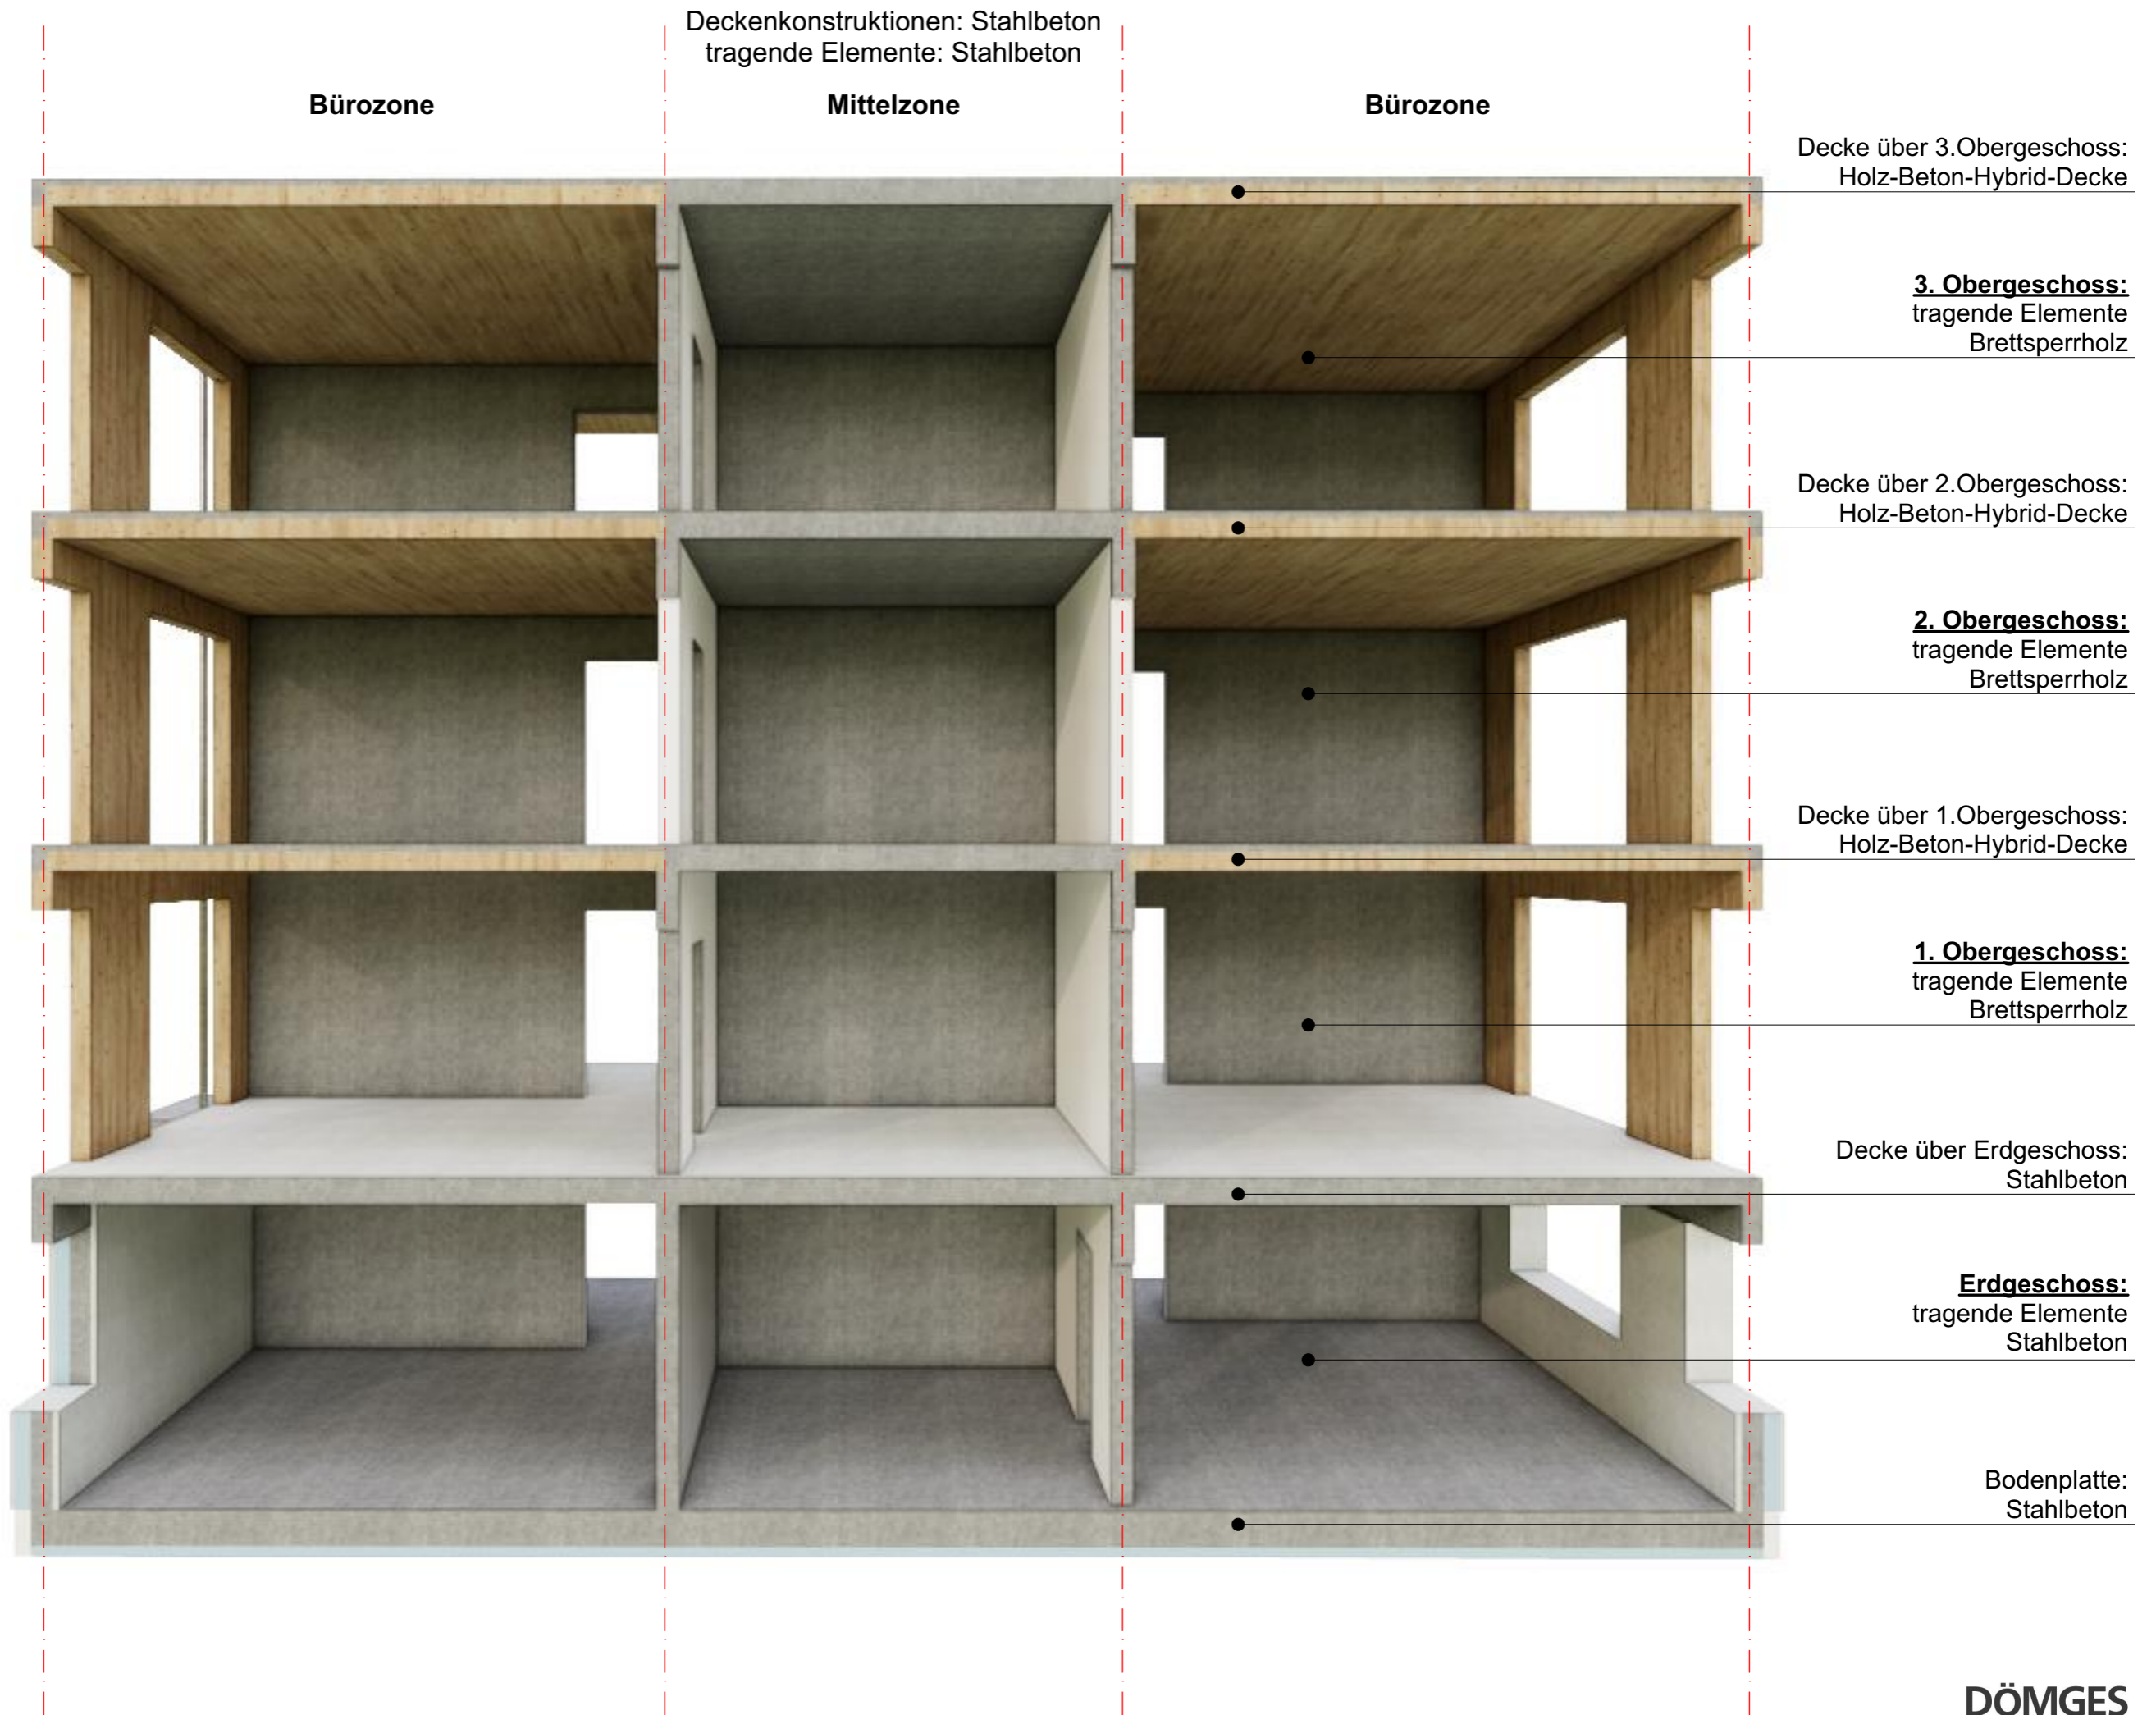 Deckenkonstruktionen: Stahlbeton
tragende Elemente: Stahlbeton
Bürozone
Mittelzone
Bürozone
Decke über 3.Obergeschoss:
Holz-Beton-Hybrid-Decke
3. Obergeschoss:
tragende Elemente
Brettsperrholz
Decke über 2.Obergeschoss:
Holz-Beton-Hybrid-Decke
2. Obergeschoss:
tragende Elemente
Brettsperrholz
Decke über 1.Obergeschoss:
Holz-Beton-Hybrid-Decke
1. Obergeschoss:
tragende Elemente
Brettsperrholz
Decke über Erdgeschoss:
Stahlbeton
Erdgeschoss:
tragende Elemente
Stahlbeton
Bodenplatte:
Stahlbeton
DÖMGES